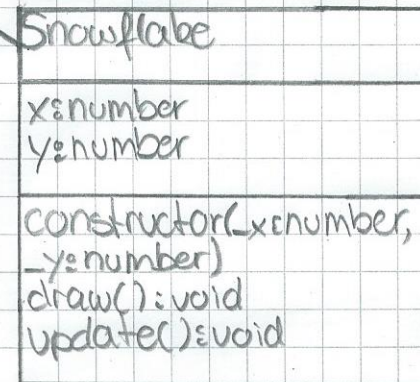 Snowflake
x:number
y:number
constructor(_x:number,
_y:number)
draw():void
update():void